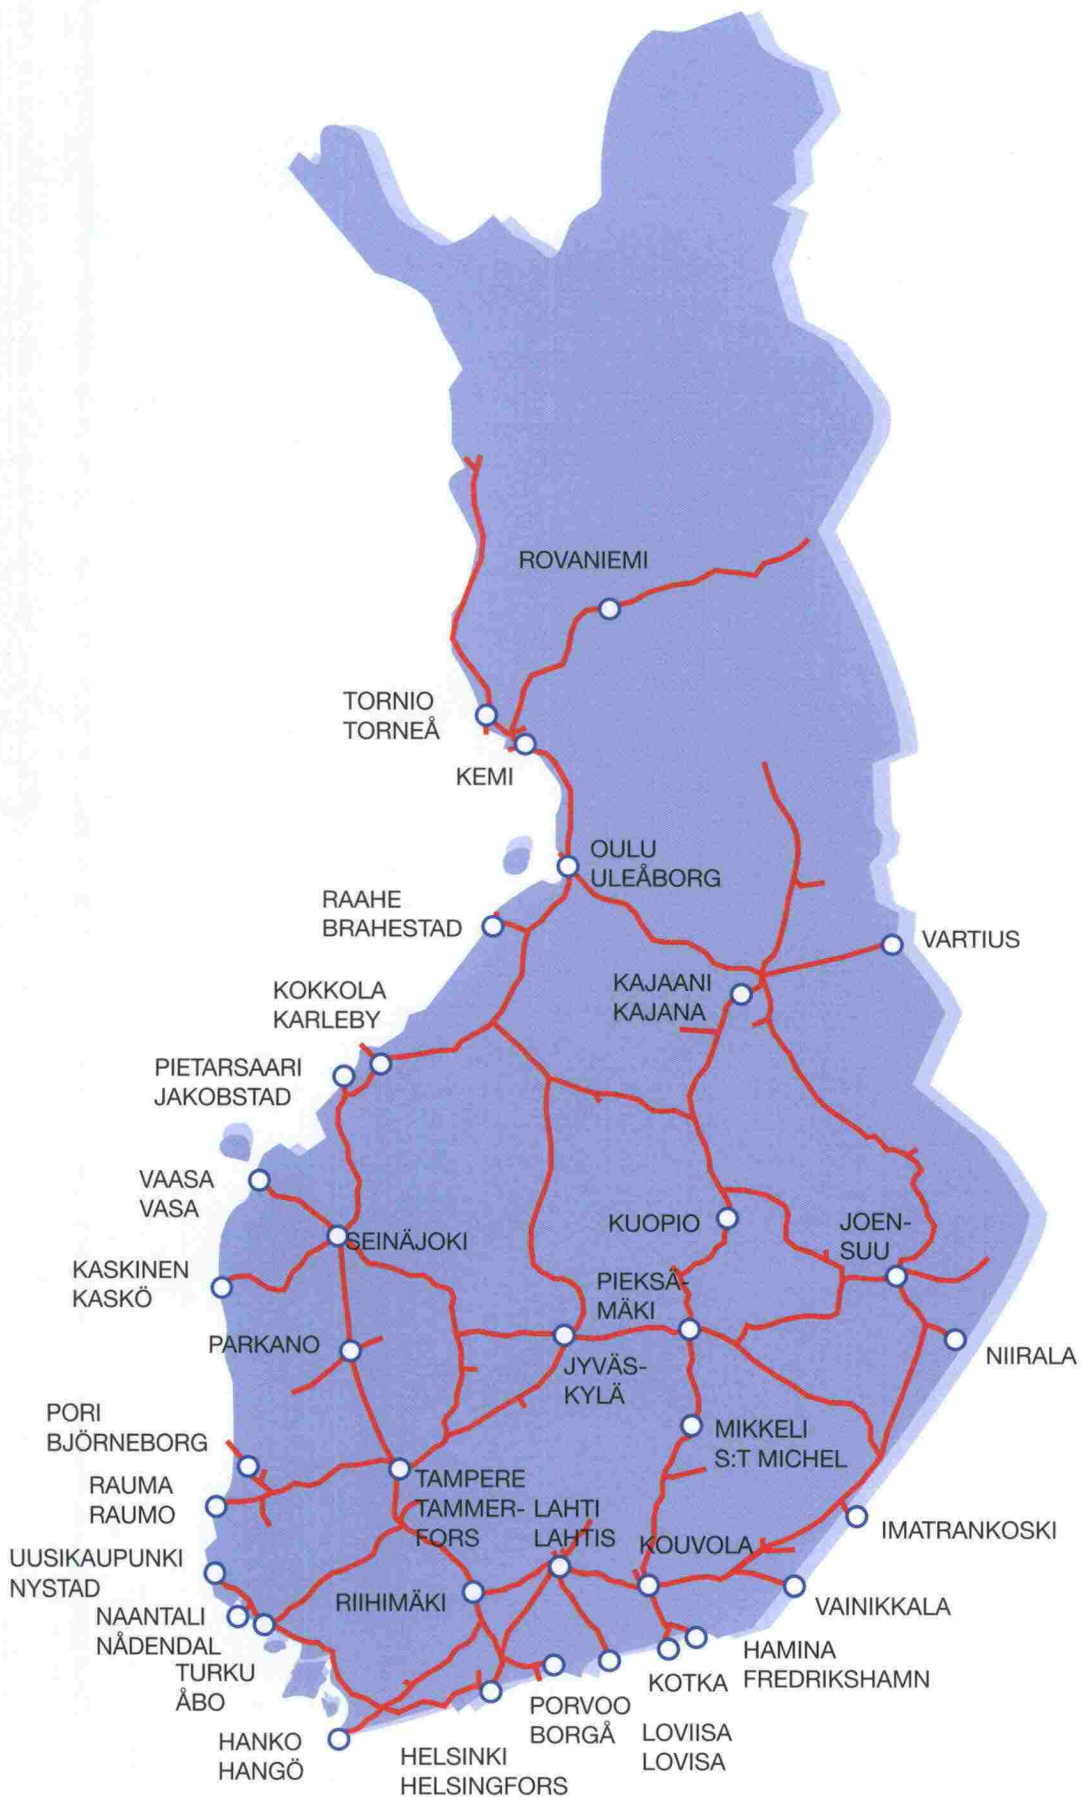 ROVANIEMI
TORNIO
TORNEÅ
KEMI
OULU
ULEÅBORG
RAAHE
BRAHESTAD
VARTIUS
KAJAANI
KAJANA
KOKKOLA
KARLEBY
PIETARSAARI
JAKOBSTAD
VAASA
VASA
KUOPIO
JOEN-
SUU
SEINÄJOKI
KASKINEN
KASKÖ
PIEKSÄ-
MÄKI
PARKANO
NIIRALA
JYVÄS-
KYLÄ
PORI
BJÖRNEBORG
MIKKELI
S:T MICHEL
RAUMA
RAUMO
TAMPERE
TAMMER-
FORS
LAHTI
LAHTIS
IMATRANKOSKI
KOUVOLA
UUSIKAUPUNKI
NYSTAD
RIIHIMÄKI
VAINIKKALA
NAANTALI
NÅDENDAL
HAMINA
FREDRIKSHAMN
TURKU
ÅBO
KOTKA
PORVOO
BORGÅ
LOVIISA
LOVISA
HANKO
HANGÖ
HELSINKI
HELSINGFORS